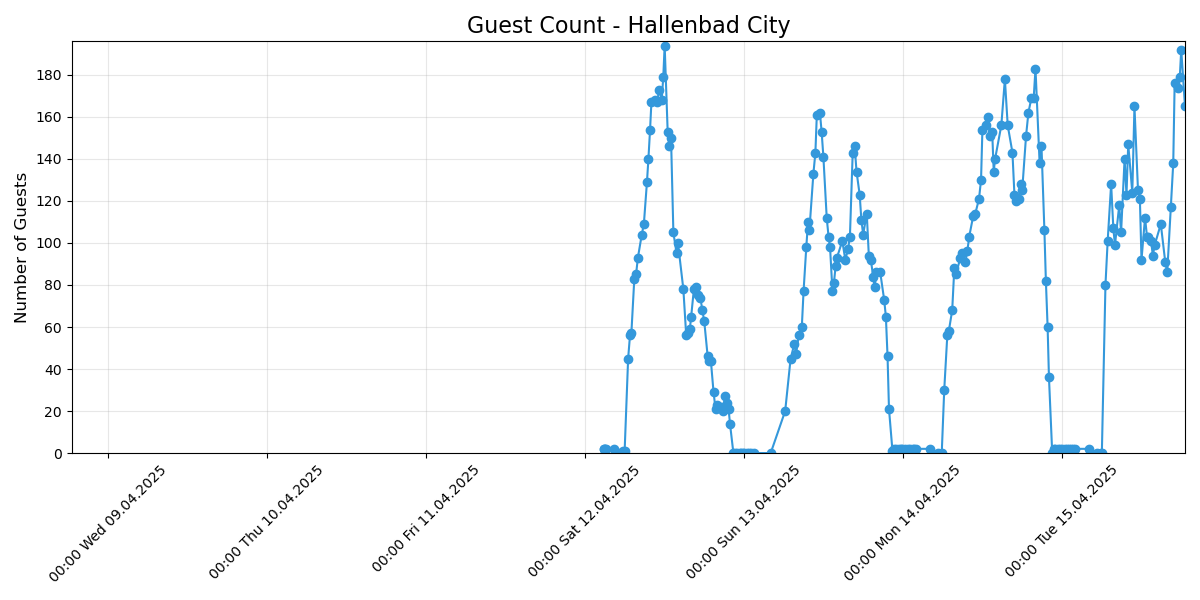 Guest Count - Hallenbad City
Number of Guests
180
160
140
120
100
80
60
40
20
0
00:00 Wed 09.04.2025
00:00 Thu 10.04.2025
00:00 Fri 11.04.2025
00:00 Sat 12.04.2025
00:00 Sun 13.04.2025
00:00 Mon 14.04.2025
00:00 Tue 15.04.2025